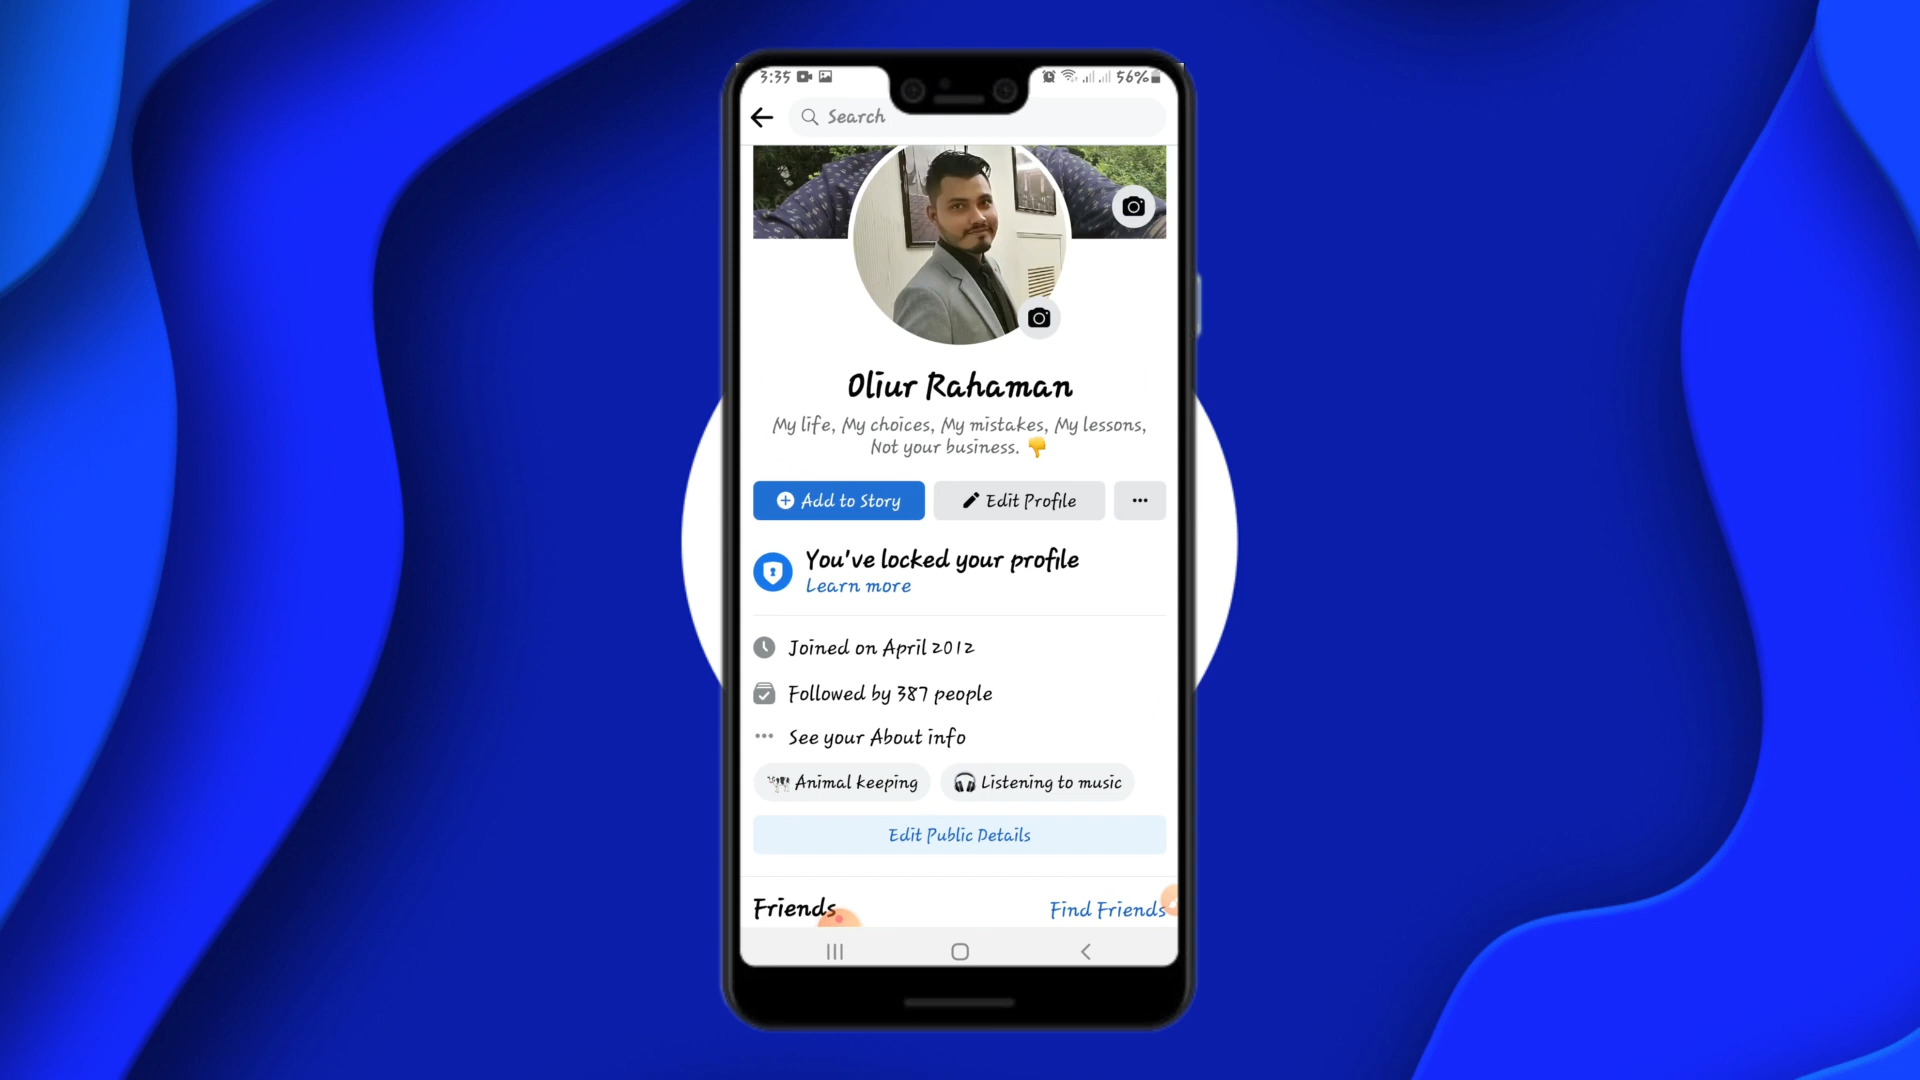 3:35
56%
Search
Oliur Rahaman
My life, My choices, My mistakes, My lessons,
Not your business. 👎
Add to Story
Edit Profile
You've locked your profile
Learn more
Joined on April 2012
Followed by 387 people
See your About info
Animal keeping
Listening to music
Edit Public Details
Friends
Find Friends